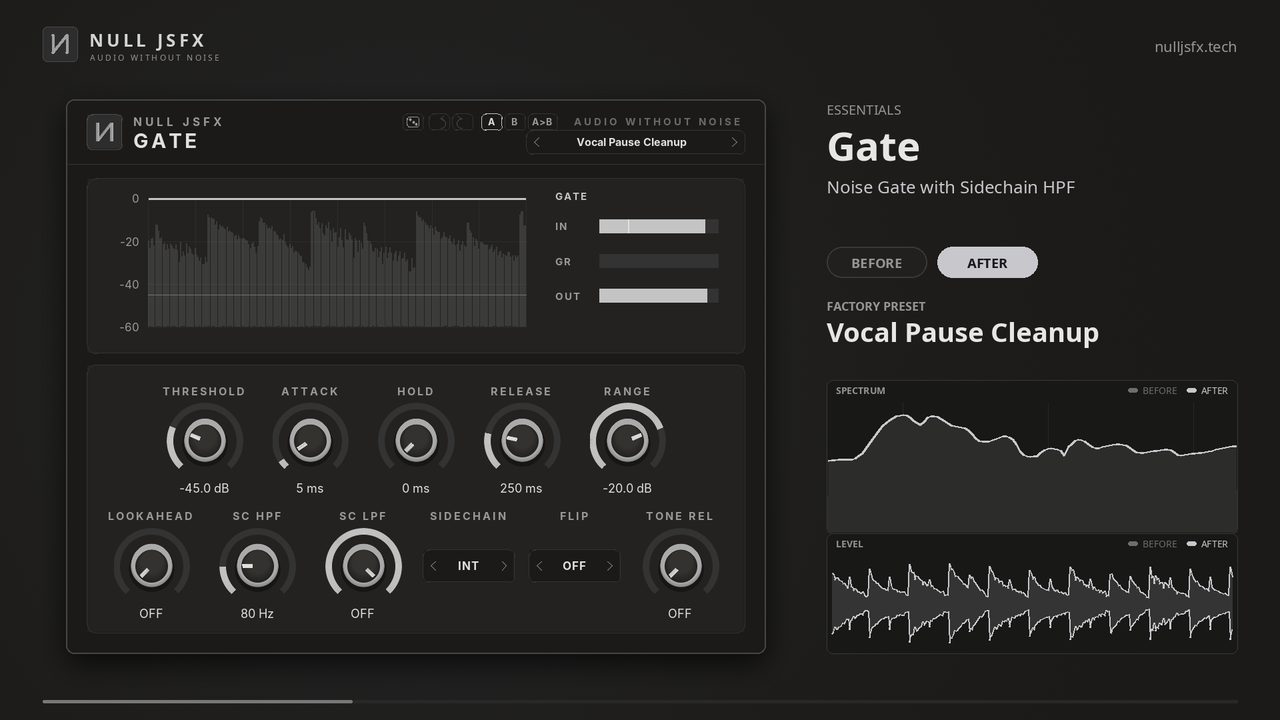 NULL JSFX
AUDIO WITHOUT NOISE
nulljsfx.tech
NULL JSFX
GATE
A B A>B AUDIO WITHOUT NOISE
Vocal Pause Cleanup
0
-20
-40
-60
GATE
IN
GR
OUT
THRESHOLD ATTACK HOLD RELEASE RANGE
-45.0 dB 5 ms 0 ms 250 ms -20.0 dB
LOOKAHEAD SC HPF SC LPF SIDECHAIN FLIP TONE REL
INT OFF
OFF 80 Hz OFF OFF
ESSENTIALS
Gate
Noise Gate with Sidechain HPF
BEFORE AFTER
FACTORY PRESET
Vocal Pause Cleanup
SPECTRUM BEFORE AFTER
LEVEL BEFORE AFTER